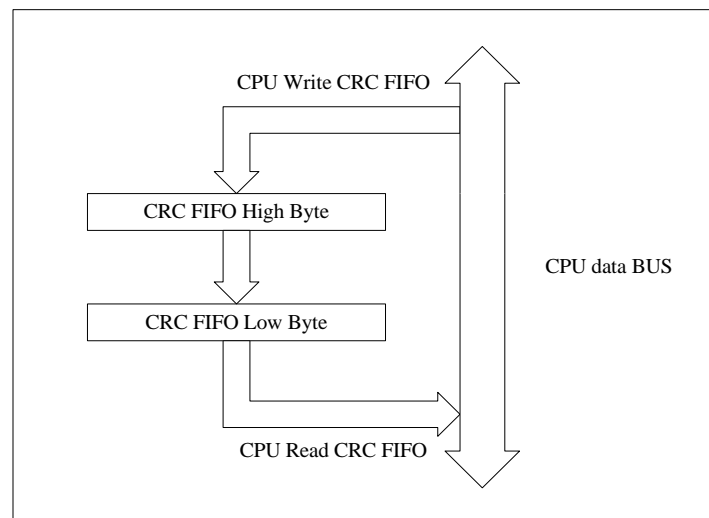 CPU Write CRC FIFO
CRC FIFO High Byte
CPU data BUS
CRC FIFO Low Byte
CPU Read CRC FIFO